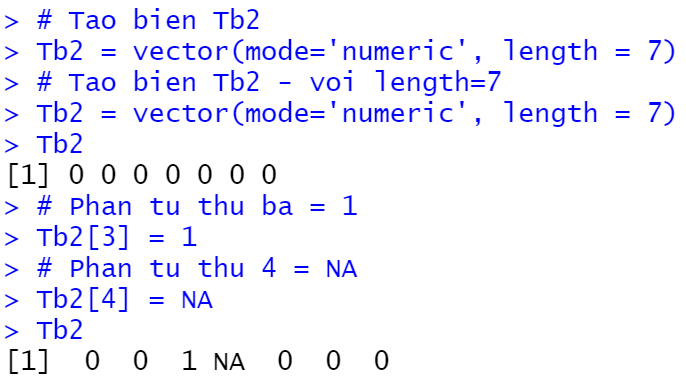 > # Tao bien Tb2
> Tb2 = vector(mode='numeric', length = 7)
> # Tao bien Tb2 - voi length=7
> Tb2 = vector(mode='numeric', length = 7)
> Tb2
[1] 0 0 0 0 0 0 0
> # Phan tu thu ba = 1
> Tb2[3] = 1
> # Phan tu thu 4 = NA
> Tb2[4] = NA
> Tb2
[1]  0  0  1 NA  0  0  0